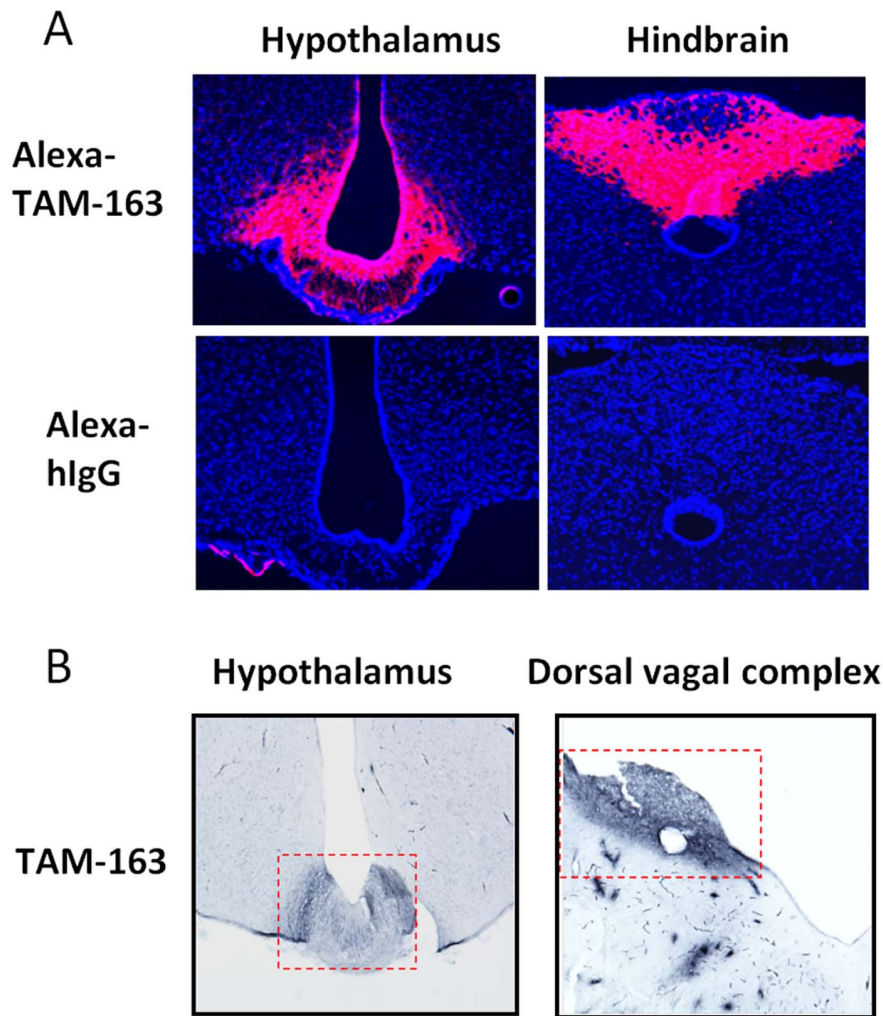 A
Hypothalamus
Hindbrain
Alexa-
TAM-163
Alexa-
hIgG
B
Hypothalamus
Dorsal vagal complex
TAM-163